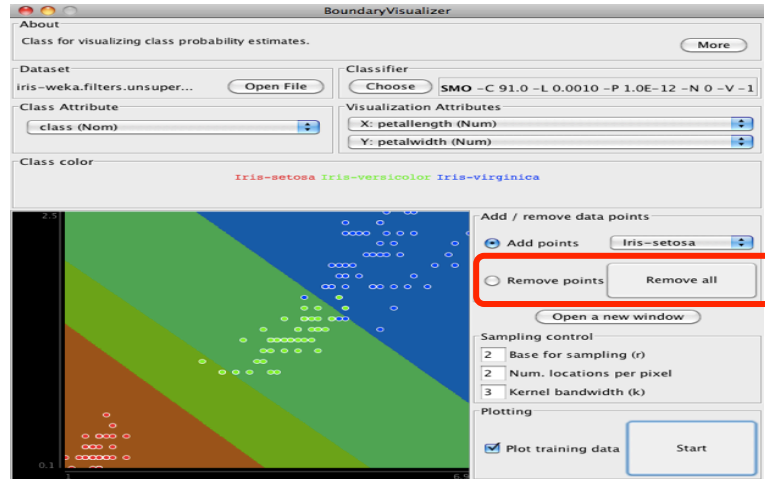 BoundaryVisualizer
About
Class for visualizing class probability estimates.
More
Dataset
iris-weka.filters.unsuper...
Open File
Classifier
Choose
SMO -C 91.0 -L 0.0010 -P 1.0E-12 -N 0 -V -1
Class Attribute
class (Nom)
Visualization Attributes
X: petallength (Num)
Y: petalwidth (Num)
Class color
Iris-setosa Iris-versicolor Iris-virginica
2.5
0.1
1
6.9
Add / remove data points
Add points
Iris-setosa
Remove points
Remove all
Open a new window
Sampling control
2 Base for sampling (r)
2 Num. locations per pixel
3 Kernel bandwidth (k)
Plotting
Plot training data
Start